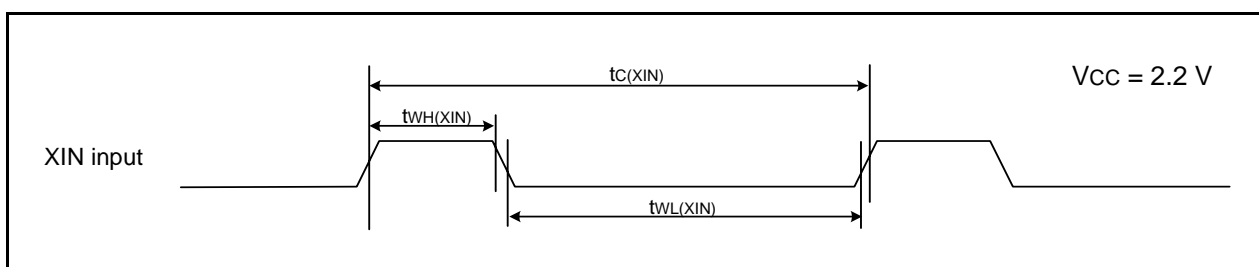 tC(XIN)
VCC = 2.2 V
tWH(XIN)
XIN input
tWL(XIN)